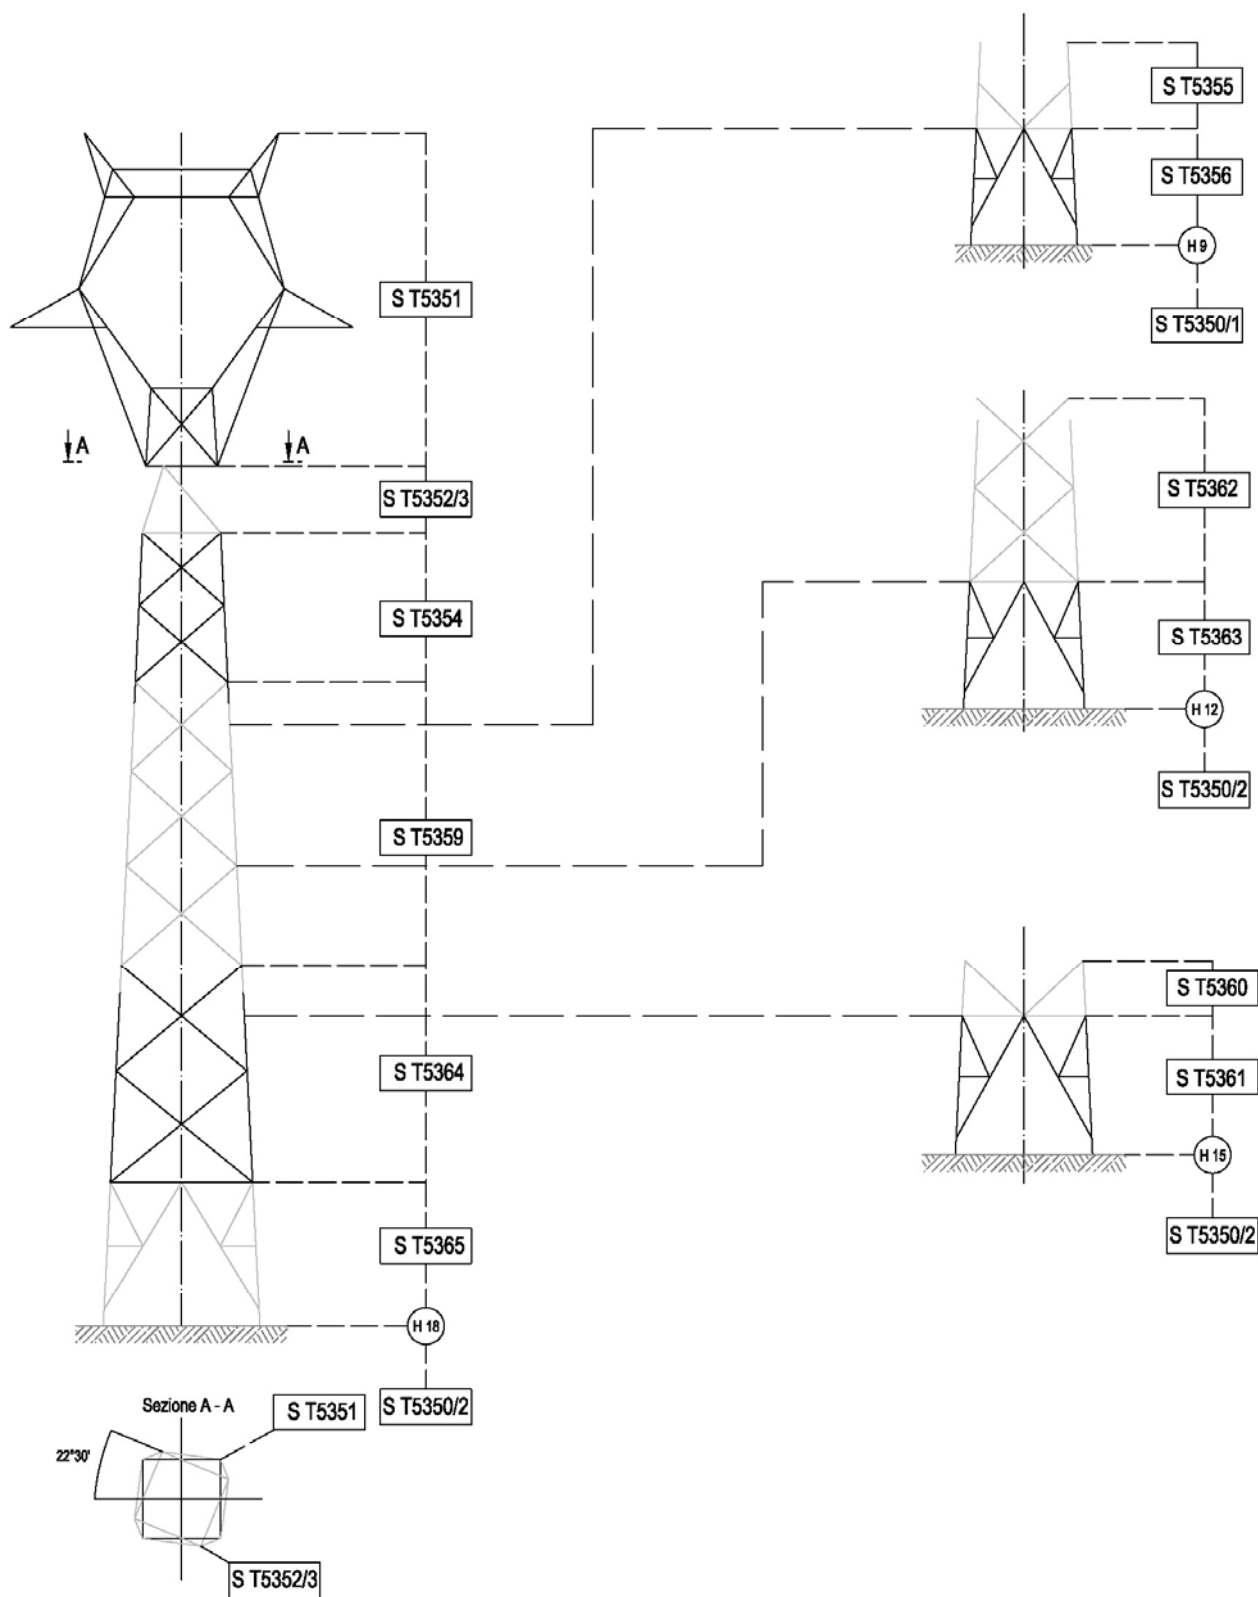 S T5351
A
A
S T5352/3
S T5354
S T5359
S T5364
S T5365
H 18
S T5350/2
Sezione A - A
S T5351
22°30'
S T5352/3
S T5355
S T5356
H 9
S T5350/1
S T5362
S T5363
H 12
S T5350/2
S T5360
S T5361
H 15
S T5350/2